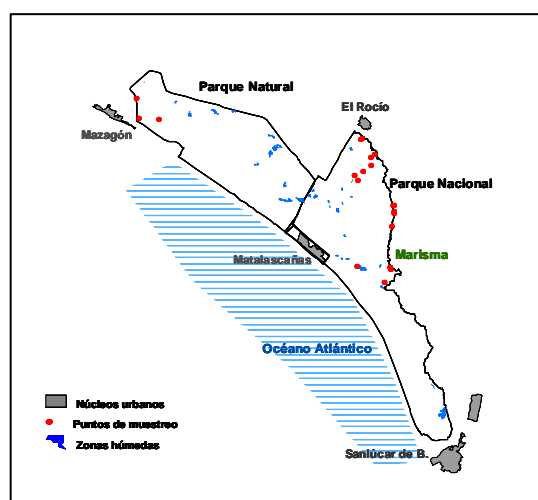 Parque Natural
El Rocío
Mazagón
Parque Nacional
Marisma
Matalascañas
Océano Atlántico
Núcleos urbanos
Puntos de muestreo
Zonas húmedas
Sanlúcar de B.